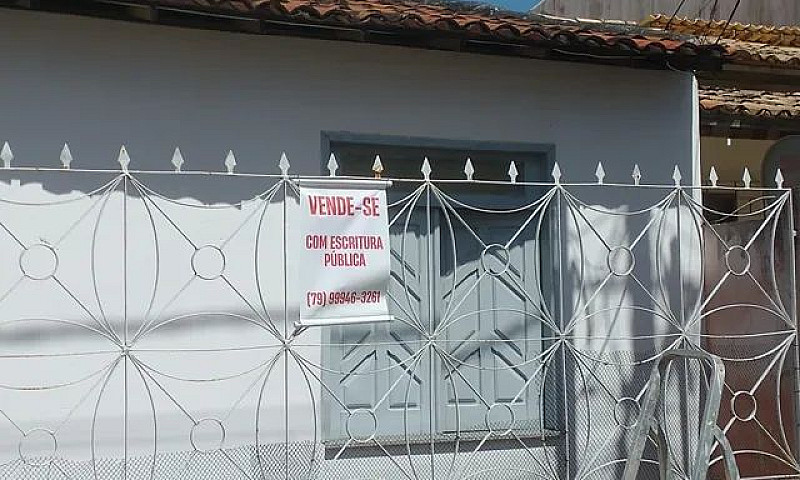 VENDE-SE
COM ESCRITURA
PÚBLICA
(79) 99946-3261